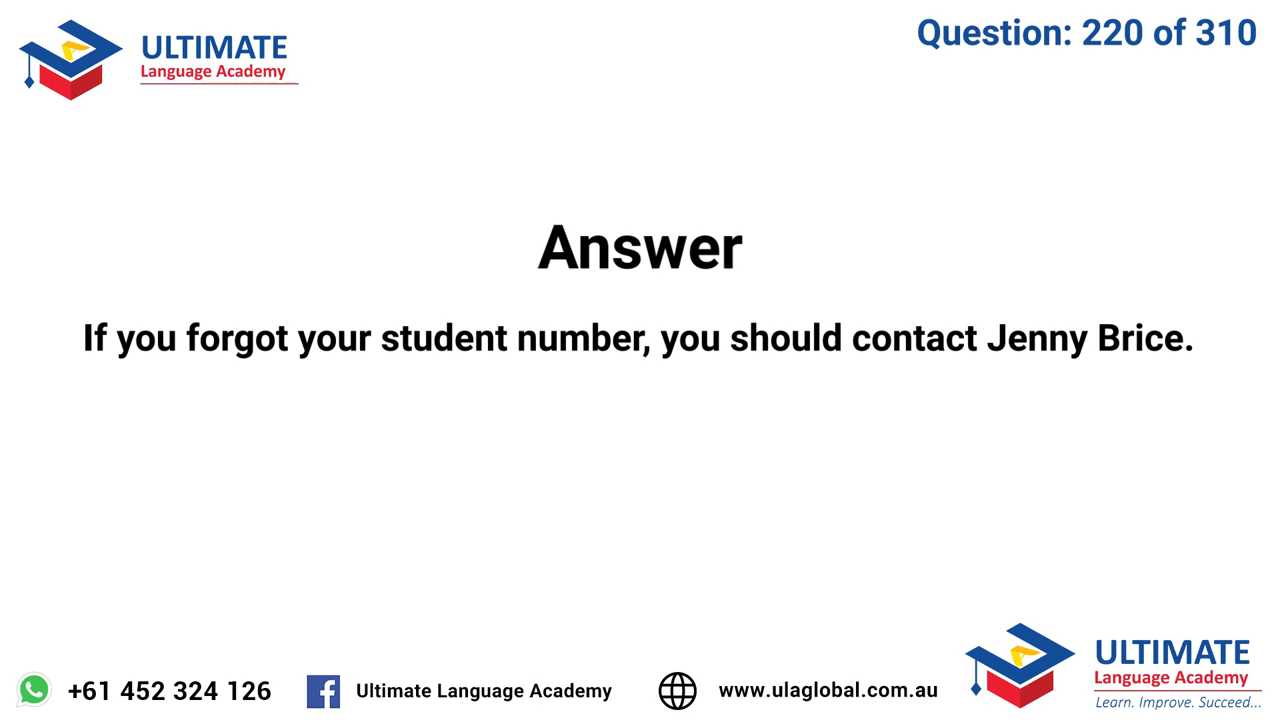 ULTIMATE
Language Academy
Question: 220 of 310
Answer
If you forgot your student number, you should contact Jenny Brice.
+61 452 324 126
Ultimate Language Academy
www.ulaglobal.com.au
ULTIMATE
Language Academy
Learn. Improve. Succeed...